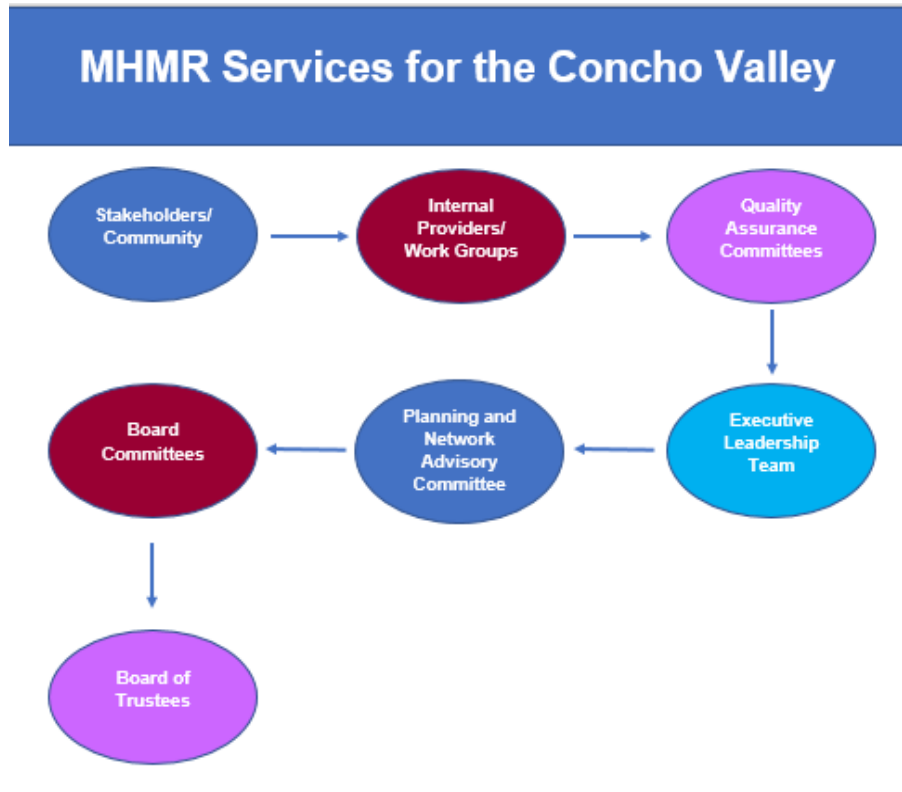 MHMR Services for the Concho Valley
Stakeholders/
Community
Internal
Providers/
Work Groups
Quality
Assurance
Committees
Executive
Leadership
Team
Planning and
Network
Advisory
Committee
Board
Committees
Board of
Trustees